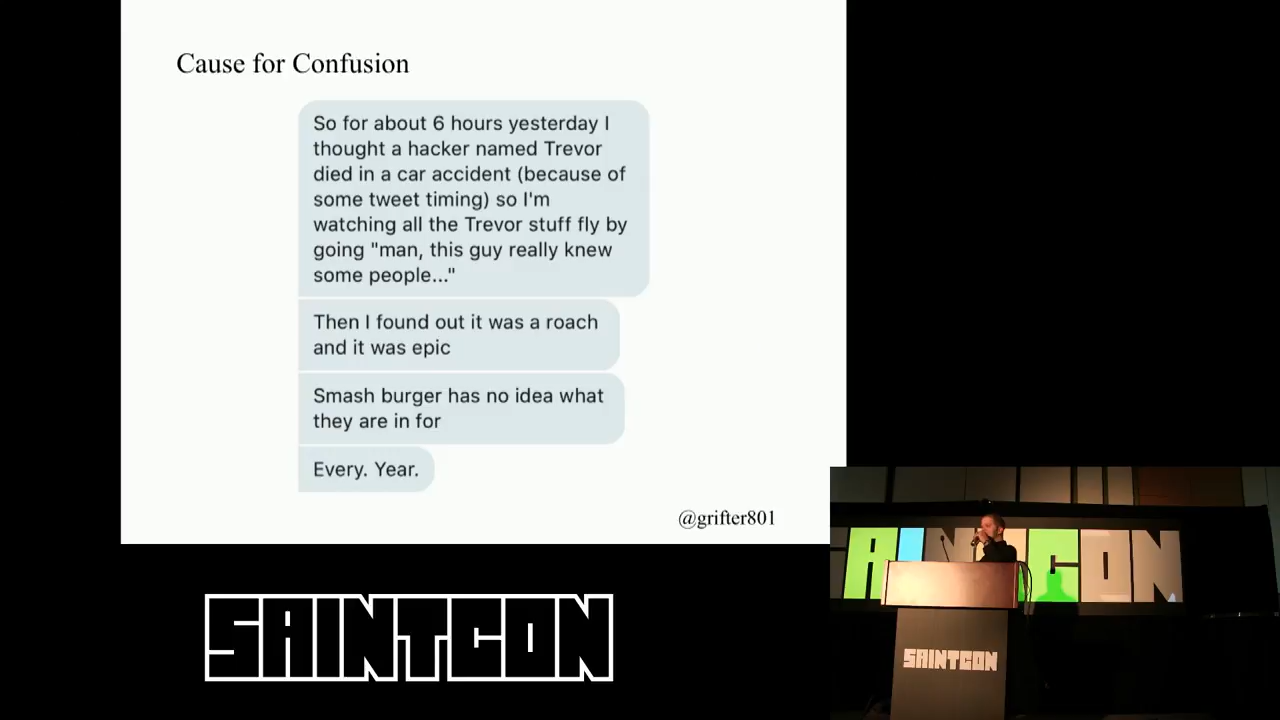 Cause for Confusion
So for about 6 hours yesterday I
thought a hacker named Trevor
died in a car accident (because of
some tweet timing) so I'm
watching all the Trevor stuff fly by
going "man, this guy really knew
some people..."
Then I found out it was a roach
and it was epic
Smash burger has no idea what
they are in for
Every. Year.
@grifter801
SAINTCON
AINTCON
SAINTCON